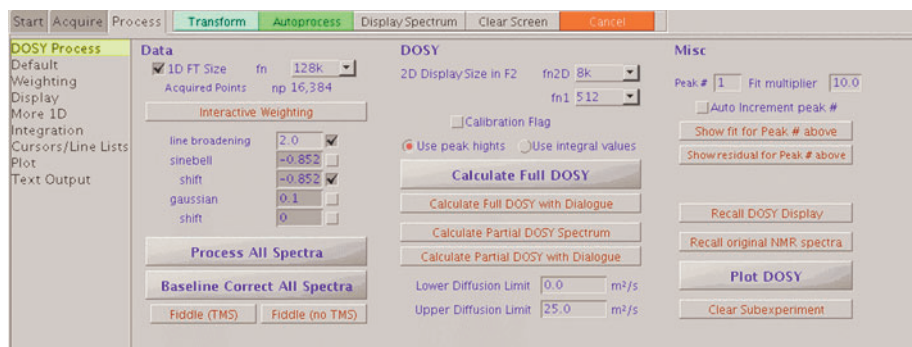 Start Acquire Process Transform Autoprocess Display Spectrum Clear Screen Cancel
DOSY Process
Default
Weighting
Display
More 1D
Integration
Cursors/Line Lists
Plot
Text Output
Data
1D FT Size fn 128k
Acquired Points np 16,384
Interactive Weighting
line broadening 2.0
sinebell -0.852
shift -0.852
gaussian 0.1
shift 0
Process All Spectra
Baseline Correct All Spectra
Fiddle (TMS) Fiddle (no TMS)
DOSY
2D Display Size in F2 fn2D 8k
fn1 512
Calibration Flag
Use peak hights Use integral values
Calculate Full DOSY
Calculate Full DOSY with Dialogue
Calculate Partial DOSY Spectrum
Calculate Partial DOSY with Dialogue
Lower Diffusion Limit 0.0 m²/s
Upper Diffusion Limit 25.0 m²/s
Misc
Peak # 1 Fit multiplier 10.0
Auto Increment peak #
Show fit for Peak # above
Show residual for Peak # above
Recall DOSY Display
Recall original NMR spectra
Plot DOSY
Clear Subexperiment